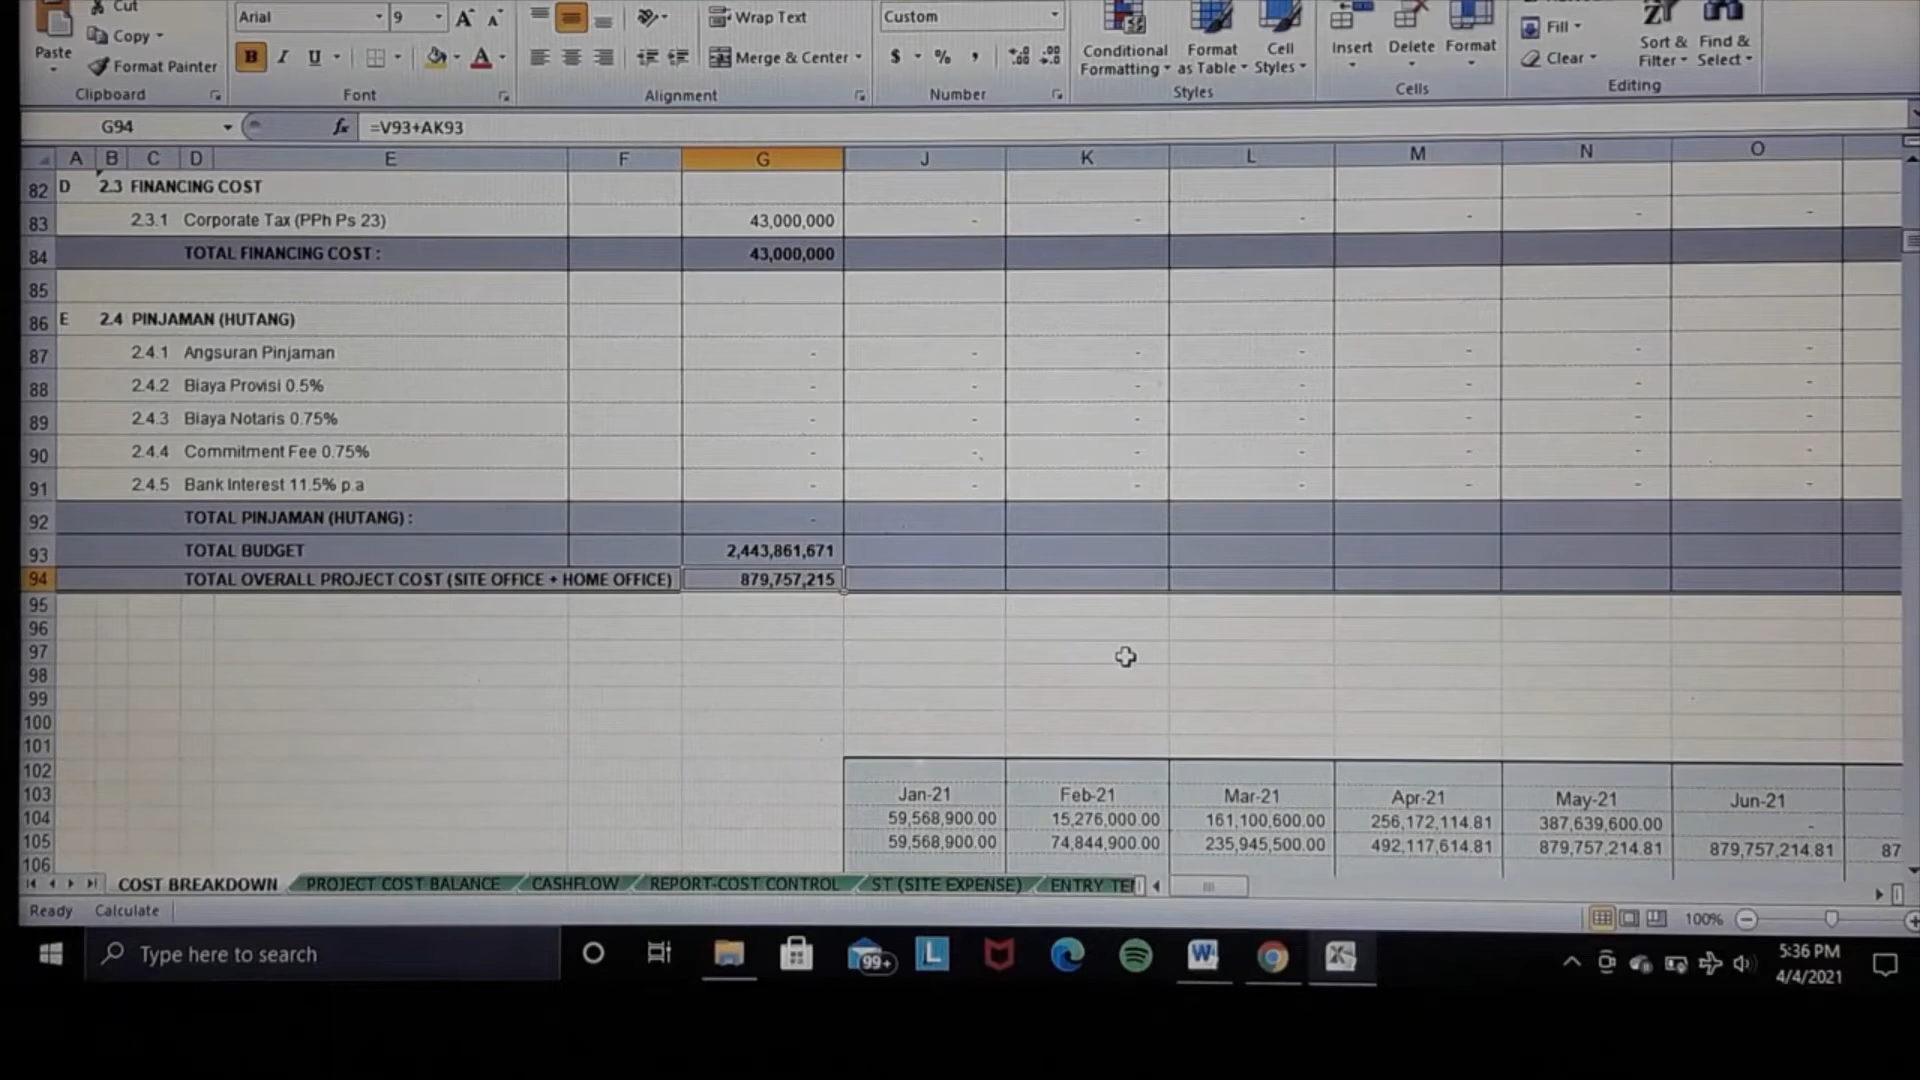 Cut
Copy
Paste
Format Painter
Clipboard
Arial
9
A A
B I U
A
Font
Wrap Text
Merge & Center
Alignment
Custom
$ % ,
Number
Conditional
Formatting
Format
as Table
Cell
Styles
Styles
Insert
Delete
Format
Cells
Fill
Clear
Sort &
Filter
Find &
Select
Editing
G94
fx
=V93+AK93
A B C D E F G J K L M N O
82 D 2.3 FINANCING COST
83 2.3.1 Corporate Tax (PPh Ps 23) 43,000,000 - - - - - -
84 TOTAL FINANCING COST : 43,000,000
85
86 E 2.4 PINJAMAN (HUTANG)
87 2.4.1 Angsuran Pinjaman - - - - - - -
88 2.4.2 Biaya Provisi 0.5% - - - - - - -
89 2.4.3 Biaya Notaris 0.75% - - - - - - -
90 2.4.4 Commitment Fee 0.75% - - - - - - -
91 2.4.5 Bank Interest 11.5% p.a - - - - - - -
92 TOTAL PINJAMAN (HUTANG) : -
93 TOTAL BUDGET 2,443,861,671
94 TOTAL OVERALL PROJECT COST (SITE OFFICE + HOME OFFICE) 879,757,215
95
96
97
98
99
100
101
102
103 Jan-21 Feb-21 Mar-21 Apr-21 May-21 Jun-21
104 59,568,900.00 15,276,000.00 161,100,600.00 256,172,114.81 387,639,600.00 -
105 59,568,900.00 74,844,900.00 235,945,500.00 492,117,614.81 879,757,214.81 879,757,214.81 87
106
COST BREAKDOWN PROJECT COST BALANCE CASHFLOW REPORT-COST CONTROL ST (SITE EXPENSE) ENTRY TE
Ready Calculate 100%
Type here to search
99+
L
W
5:36 PM
4/4/2021